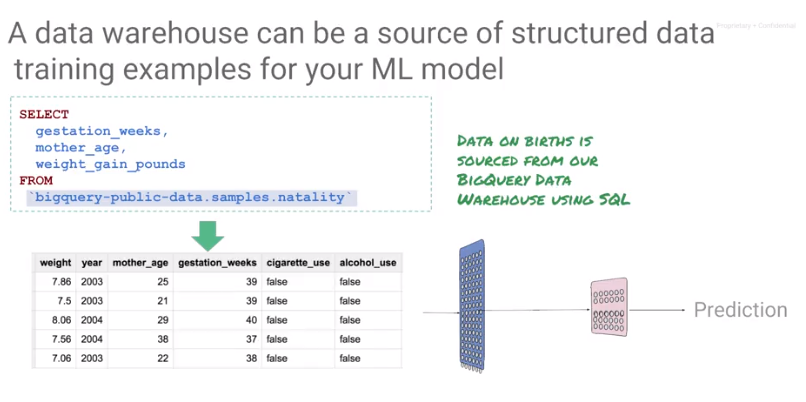 Proprietary + Confidential
A data warehouse can be a source of structured data
training examples for your ML model
SELECT
gestation_weeks,
mother_age,
weight_gain_pounds
FROM
`bigquery-public-data.samples.natality`
DATA ON BIRTHS IS
SOURCED FROM OUR
BIGQUERY DATA
WAREHOUSE USING SQL
weight year mother_age gestation_weeks cigarette_use alcohol_use
7.86 2003 25 39 false false
7.5 2003 21 39 false false
8.06 2004 29 40 false false
7.56 2004 38 37 false false
7.06 2003 22 38 false false
Prediction